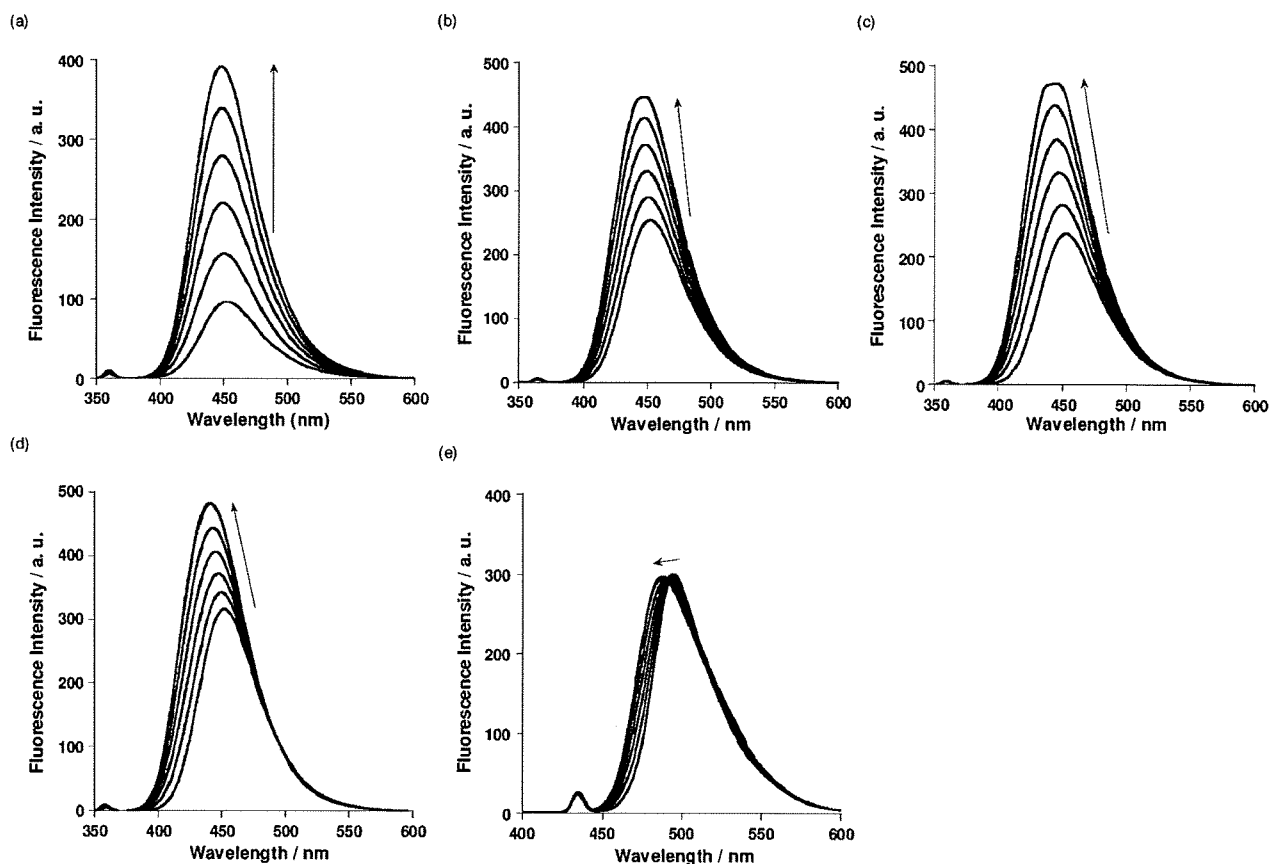 (a)
(b)
(c)
400
300
200
100
0
Fluorescence Intensity / a. u.
350 400 450 500 550 600
Wavelength (nm)
500
400
300
200
100
0
Fluorescence Intensity / a. u.
350 400 450 500 550 600
Wavelength / nm
500
400
300
200
100
0
Fluorescence Intensity / a. u.
350 400 450 500 550 600
Wavelength / nm
(d)
(e)
500
400
300
200
100
0
Fluorescence Intensity / a. u.
350 400 450 500 550 600
Wavelength / nm
400
300
200
100
0
Fluorescence Intensity / a. u.
400 450 500 550 600
Wavelength / nm